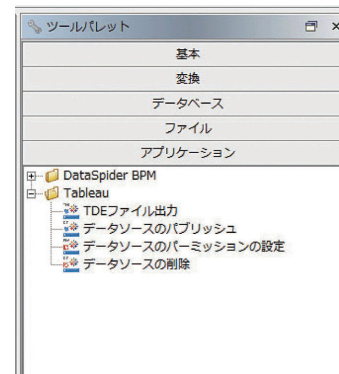 ツールパレット
基本
変換
データベース
ファイル
アプリケーション
DataSpider BPM
Tableau
TDEファイル出力
データソースのパブリッシュ
データソースのパーミッションの設定
データソースの削除